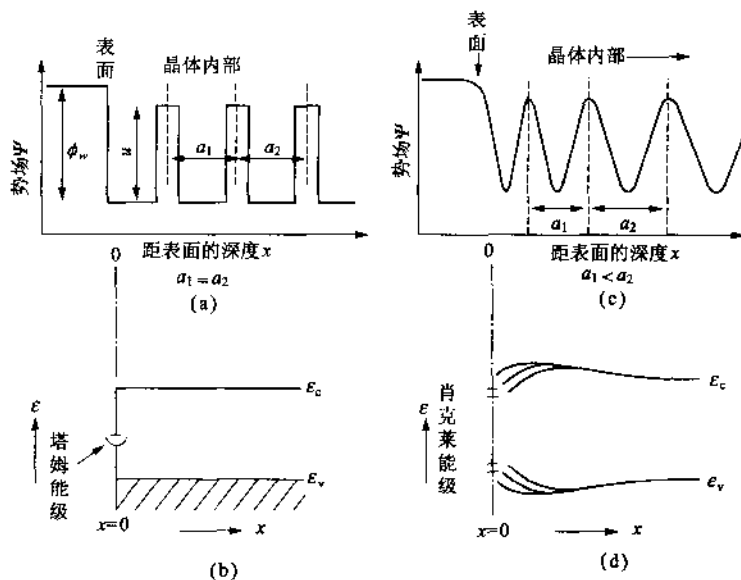 表面
晶体内部
势场Ψ
ϕw
u
a1
a2
0
距表面的深度x
a1=a2
(a)
表面
晶体内部
势场Ψ
a1
a2
0
距表面的深度x
a1<a2
(c)
ε
塔姆能级
εc
εv
x=0
x
(b)
ε
肖克莱能级
εc
ev
x=0
x
(d)